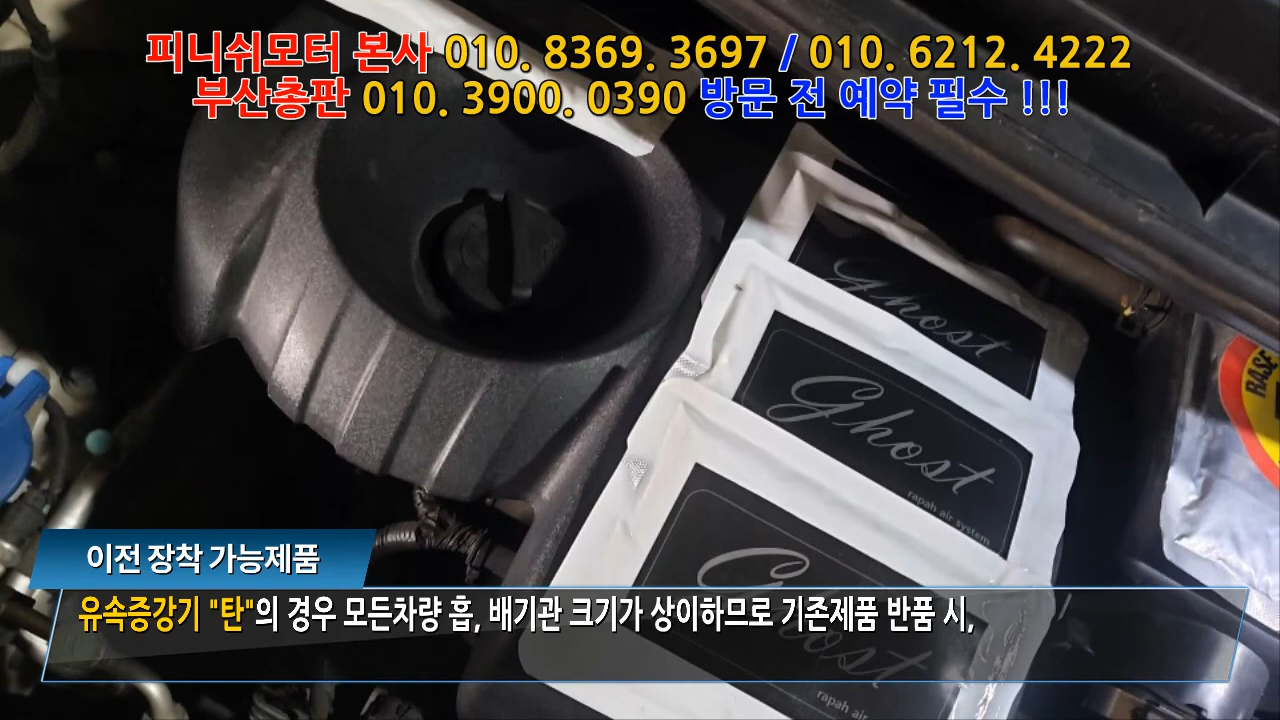 피니쉬모터 본사 010. 8369. 3697 / 010. 6212. 4222
부산총판 010. 3900. 0390 방문 전 예약 필수 !!!
Ghost
Ghost
rapah air system
RASE
Ghost
rapah air
이전 장착 가능제품
유속증강기 "탄"의 경우 모든차량 흡, 배기관 크기가 상이하므로 기존제품 반품 시,